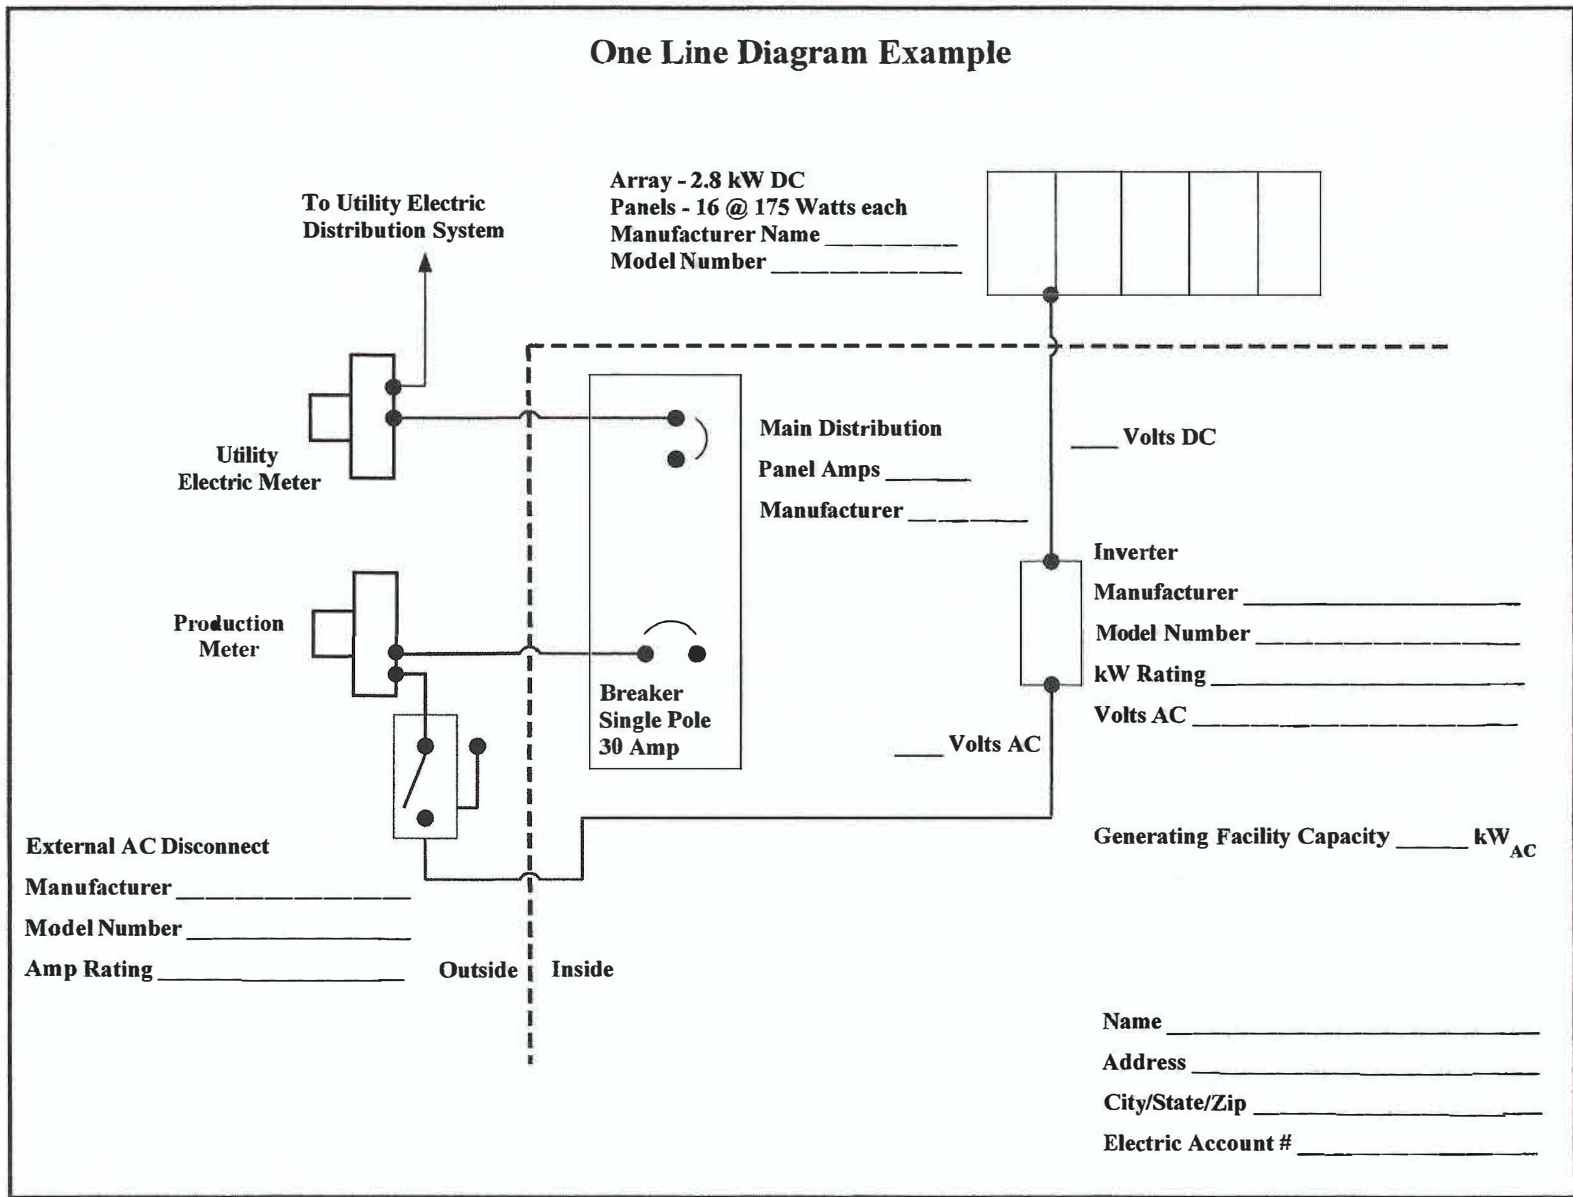 One Line Diagram Example
To Utility Electric
Distribution System
Array - 2.8 kW DC
Panels - 16 @ 175 Watts each
Manufacturer Name
Model Number
Utility
Electric Meter
Main Distribution
Panel Amps
Manufacturer
Volts DC
Inverter
Manufacturer
Model Number
kW Rating
Volts AC
Production
Meter
Breaker
Single Pole
30 Amp
Volts AC
Generating Facility Capacity kW AC
External AC Disconnect
Manufacturer
Model Number
Amp Rating
Outside Inside
Name
Address
City/State/Zip
Electric Account #